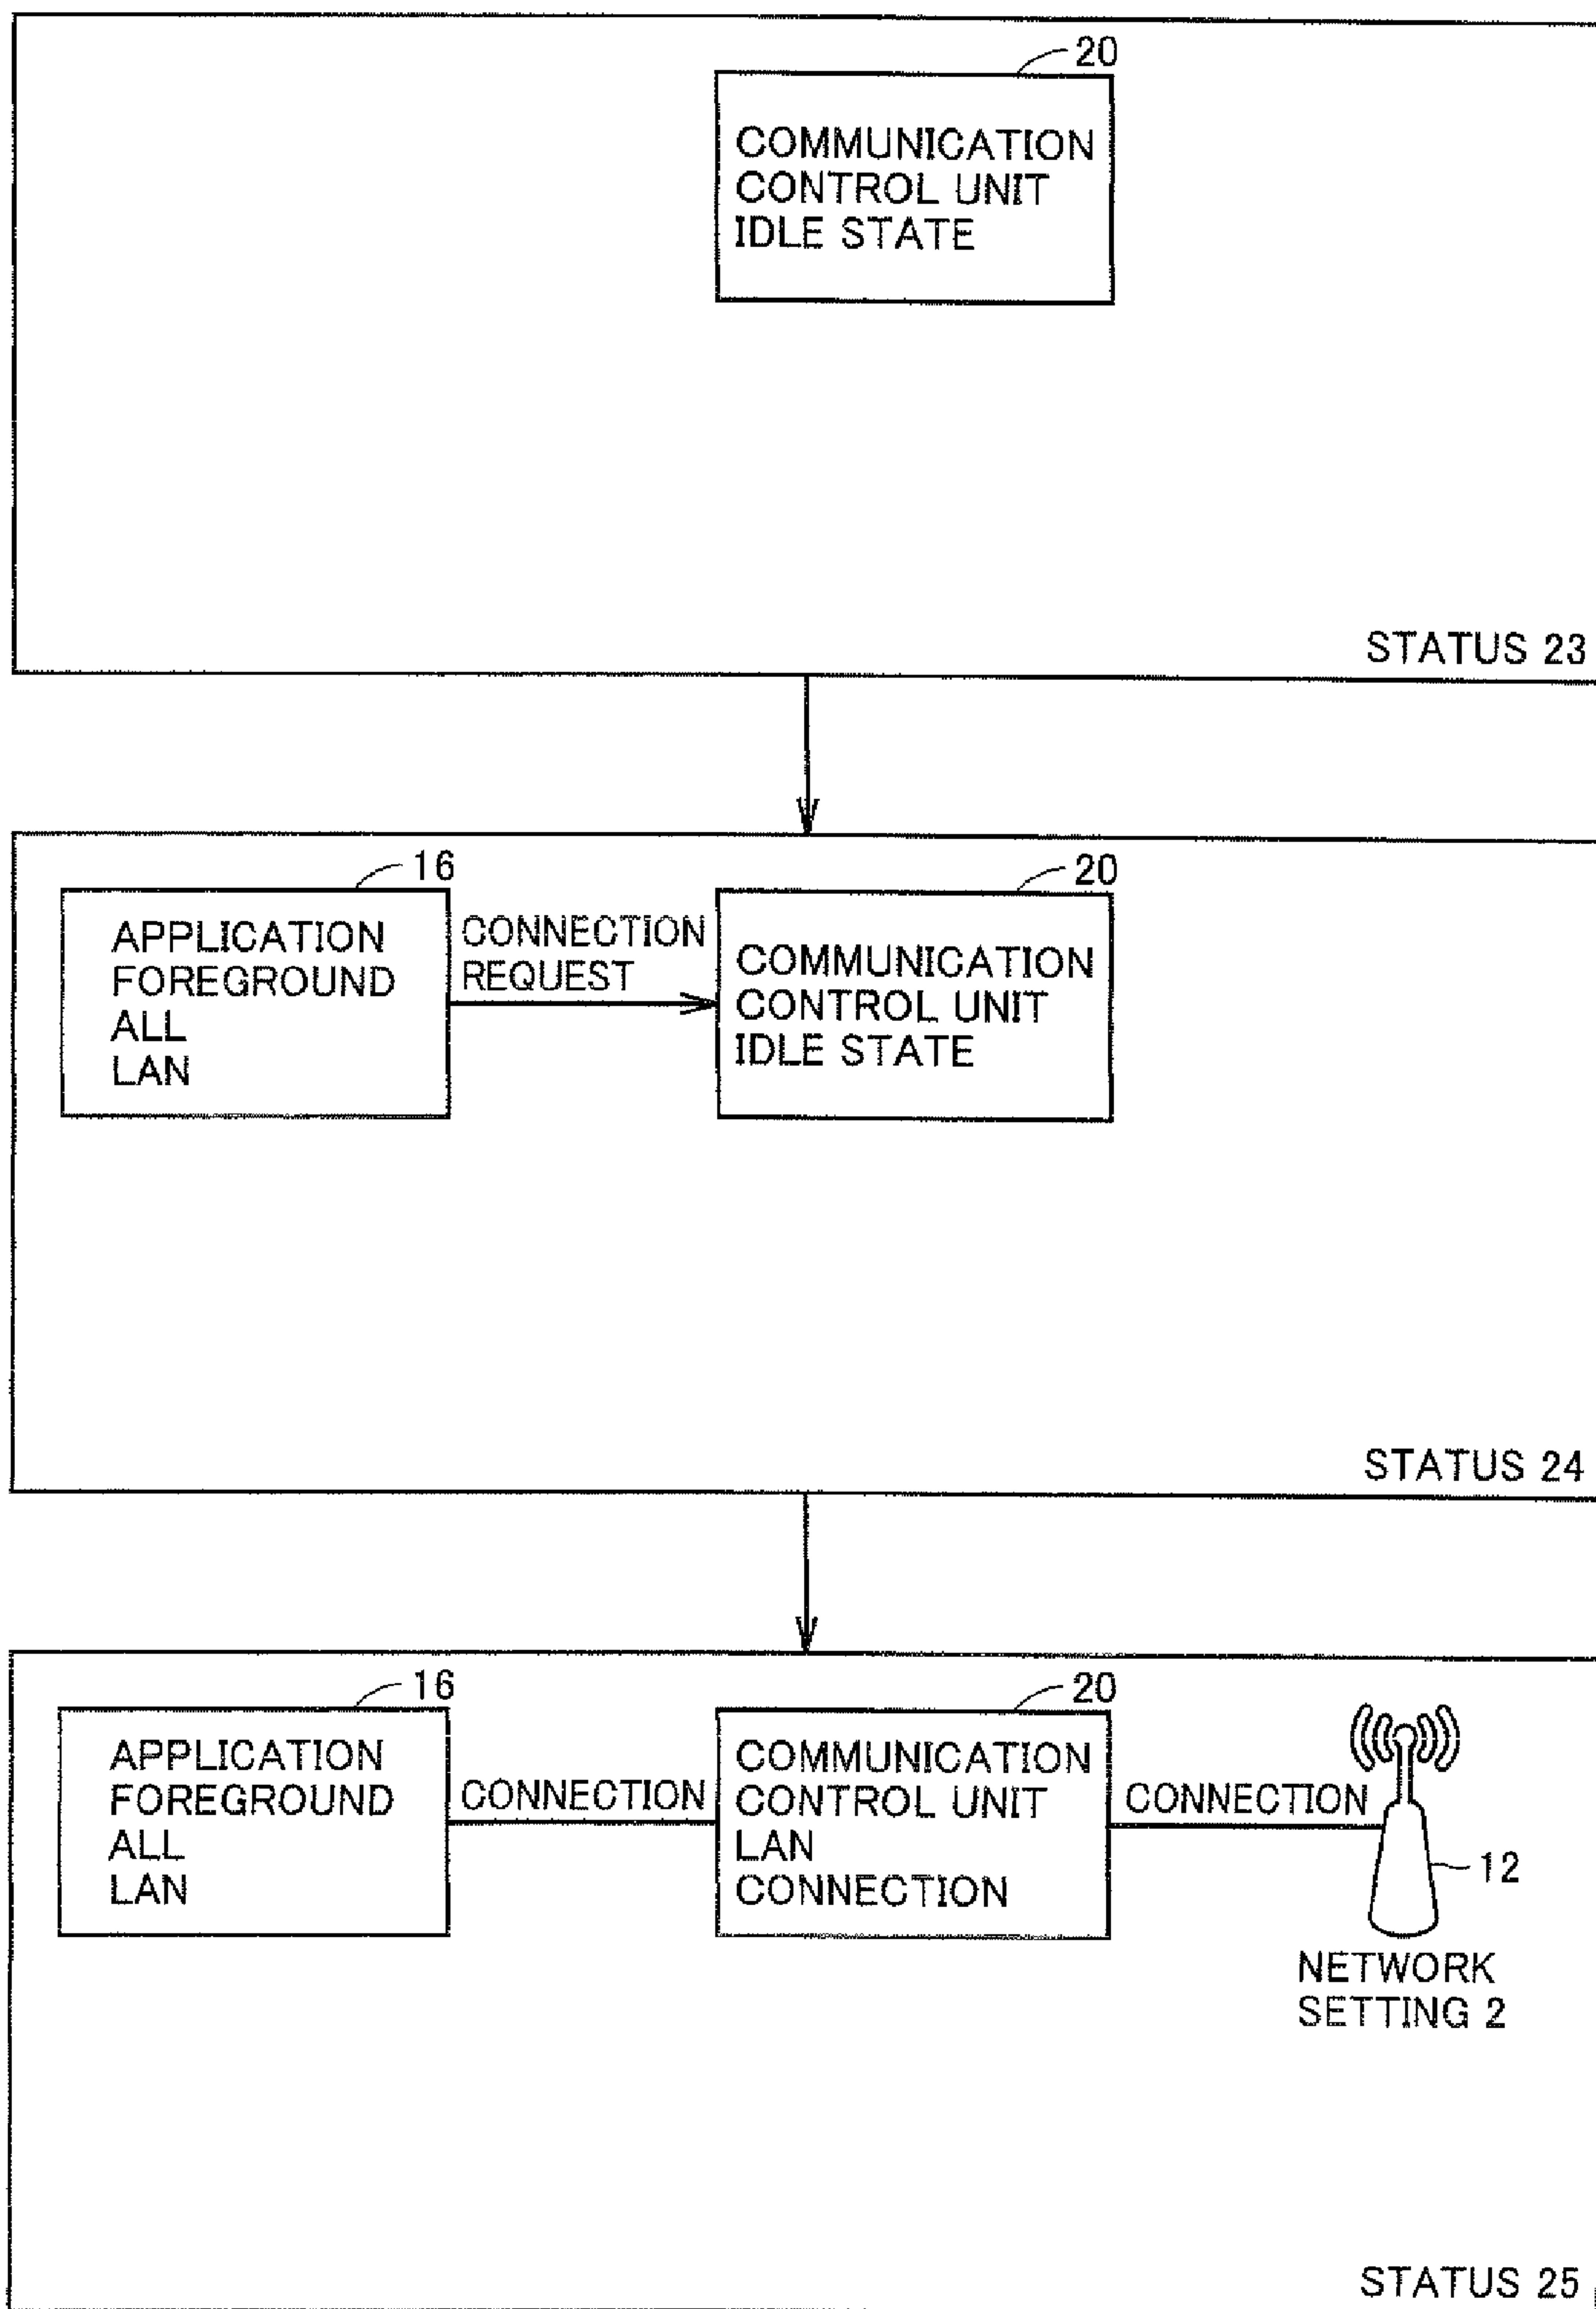 20
COMMUNICATION
CONTROL UNIT
IDLE STATE
STATUS 23
16
APPLICATION
FOREGROUND
ALL
LAN
CONNECTION
REQUEST
20
COMMUNICATION
CONTROL UNIT
IDLE STATE
STATUS 24
16
APPLICATION
FOREGROUND
ALL
LAN
CONNECTION
20
COMMUNICATION
CONTROL UNIT
LAN
CONNECTION
CONNECTION
12
NETWORK
SETTING 2
STATUS 25